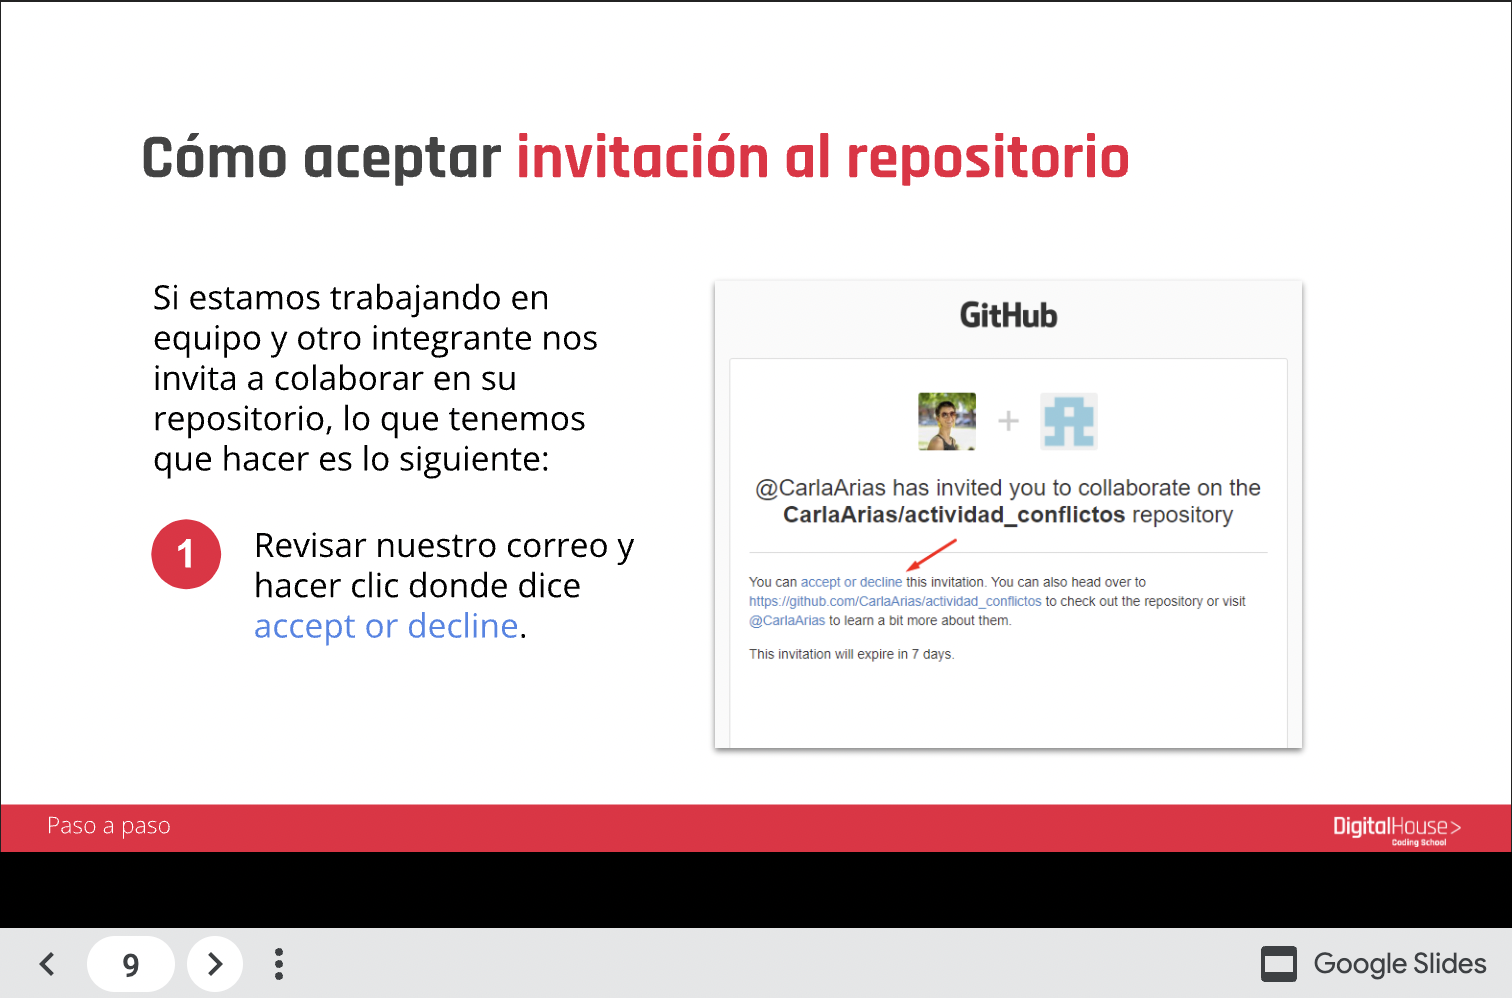 Cómo aceptar invitación al repositorio
Si estamos trabajando en
equipo y otro integrante nos
invita a colaborar en su
repositorio, lo que tenemos
que hacer es lo siguiente:
1
Revisar nuestro correo y
hacer clic donde dice
accept or decline.
GitHub
+
@CarlaArias has invited you to collaborate on the
CarlaArias/actividad_conflictos repository
You can accept or decline this invitation. You can also head over to
https://github.com/CarlaArias/actividad_conflictos to check out the repository or visit
@CarlaArias to learn a bit more about them.
This invitation will expire in 7 days.
Paso a paso
DigitalHouse>
Coding School
9
Google Slides